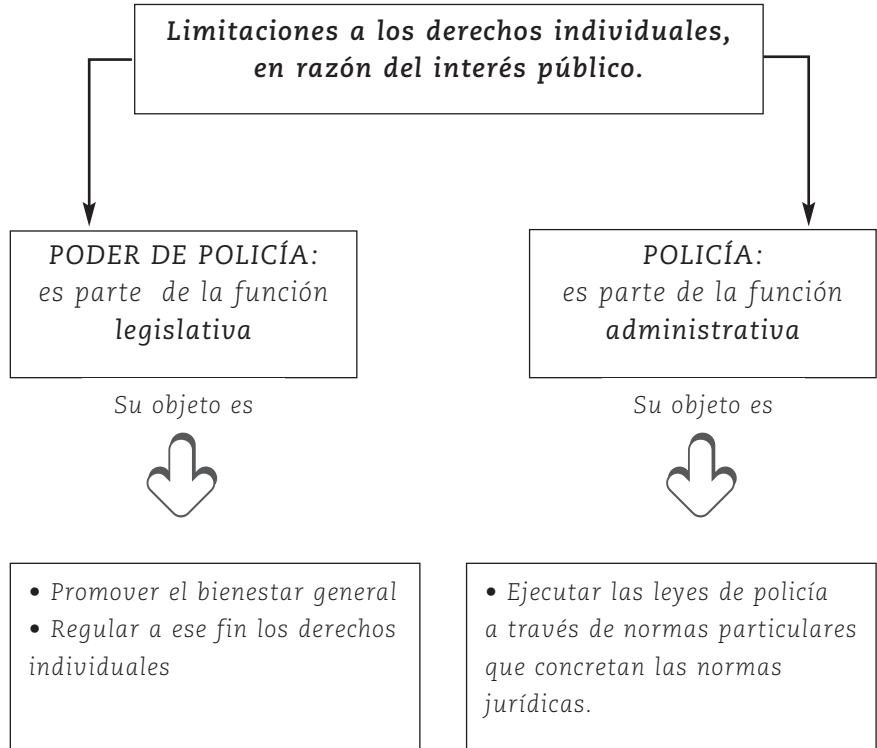 Limitaciones a los derechos individuales,
en razón del interés público.
PODER DE POLICÍA:
es parte de la función
legislativa
Su objeto es
• Promover el bienestar general
• Regular a ese fin los derechos
individuales
POLICÍA:
es parte de la función
administrativa
Su objeto es
• Ejecutar las leyes de policía
a través de normas particulares
que concretan las normas
jurídicas.